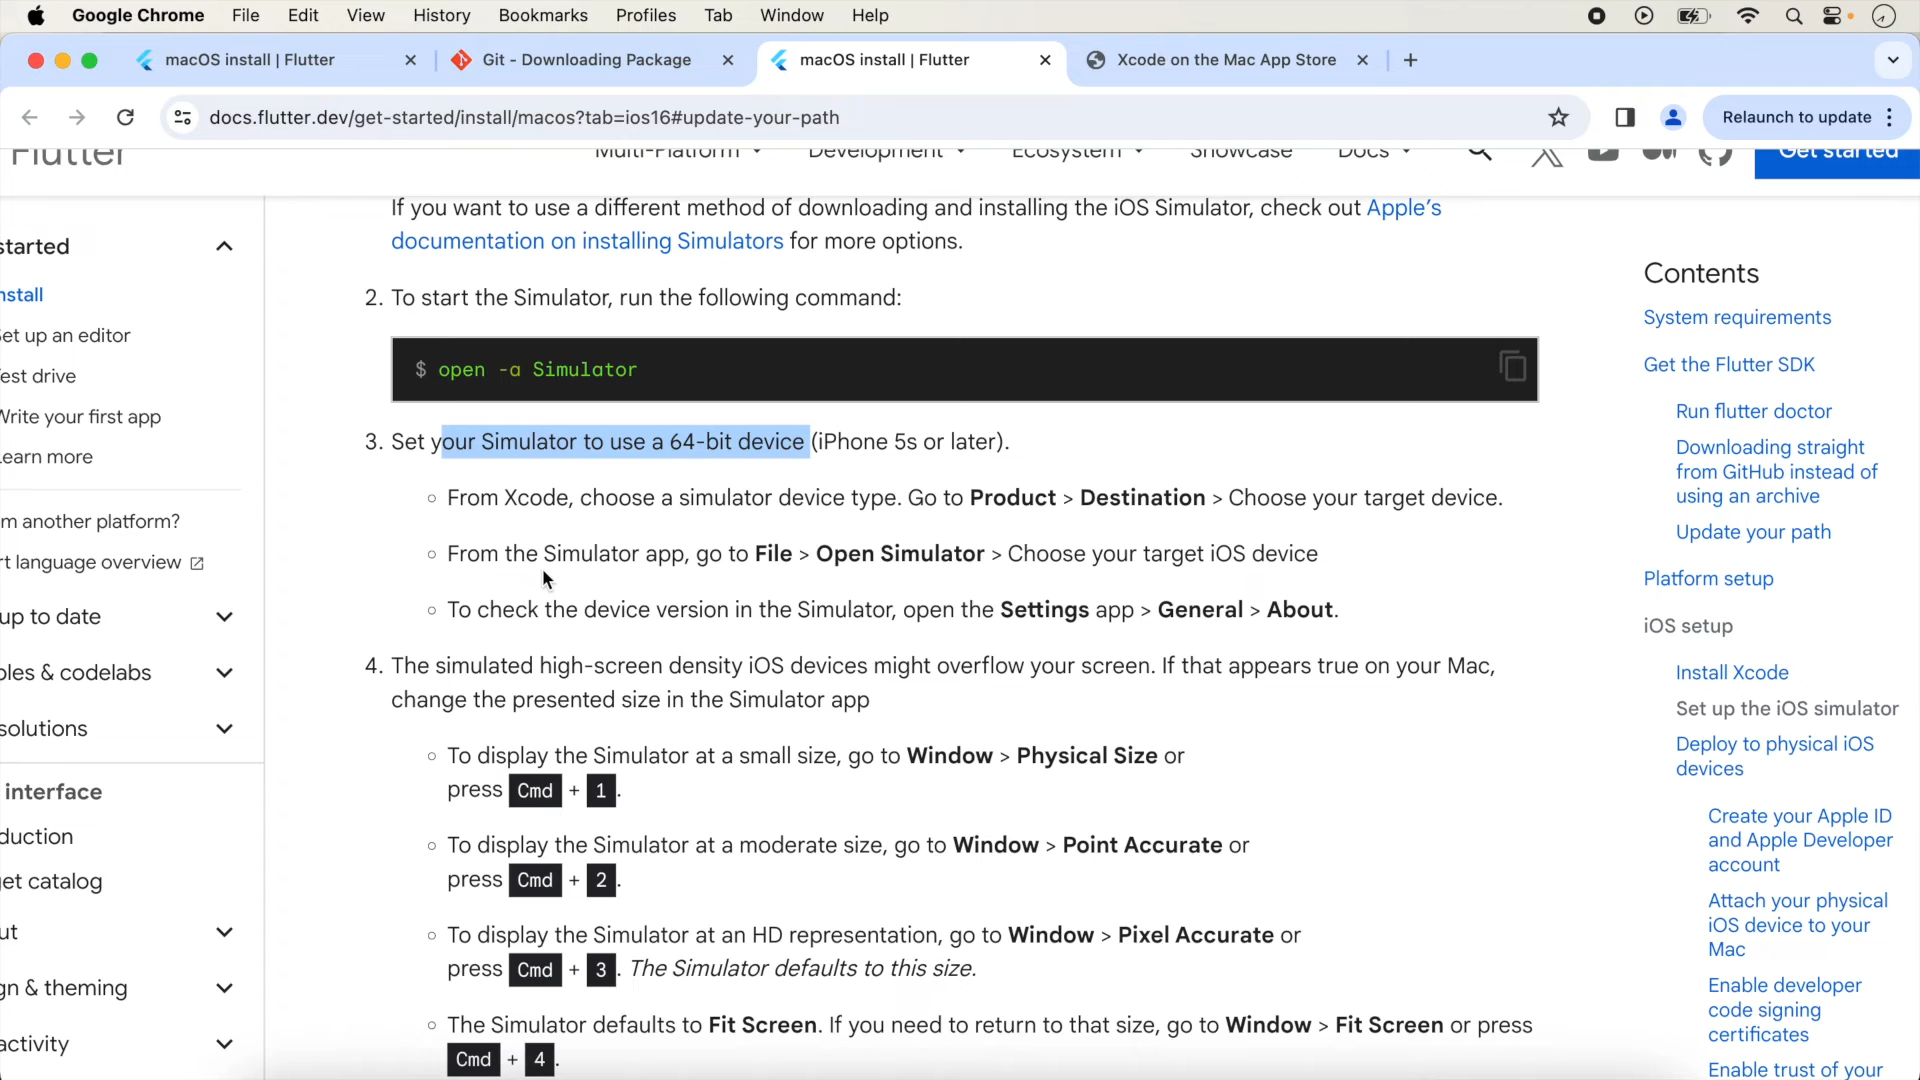 Google Chrome File Edit View History Bookmarks Profiles Tab Window Help
macOS install | Flutter
Git - Downloading Package
macOS install | Flutter
Xcode on the Mac App Store
docs.flutter.dev/get-started/install/macos?tab=ios16#update-your-path
Relaunch to update
Flutter
Multi-Platform Development Ecosystem Showcase Docs
Get started
started
nstall
et up an editor
est drive
Write your first app
earn more
m another platform?
rt language overview
up to date
ples & codelabs
solutions
interface
duction
et catalog
ut
gn & theming
activity
If you want to use a different method of downloading and installing the iOS Simulator, check out Apple’s
documentation on installing Simulators for more options.
2. To start the Simulator, run the following command:
$ open -a Simulator
3. Set your Simulator to use a 64-bit device (iPhone 5s or later).
From Xcode, choose a simulator device type. Go to Product > Destination > Choose your target device.
From the Simulator app, go to File > Open Simulator > Choose your target iOS device
To check the device version in the Simulator, open the Settings app > General > About.
4. The simulated high-screen density iOS devices might overflow your screen. If that appears true on your Mac,
change the presented size in the Simulator app
To display the Simulator at a small size, go to Window > Physical Size or
press Cmd + 1.
To display the Simulator at a moderate size, go to Window > Point Accurate or
press Cmd + 2.
To display the Simulator at an HD representation, go to Window > Pixel Accurate or
press Cmd + 3. The Simulator defaults to this size.
The Simulator defaults to Fit Screen. If you need to return to that size, go to Window > Fit Screen or press
Cmd + 4.
Contents
System requirements
Get the Flutter SDK
Run flutter doctor
Downloading straight
from GitHub instead of
using an archive
Update your path
Platform setup
iOS setup
Install Xcode
Set up the iOS simulator
Deploy to physical iOS
devices
Create your Apple ID
and Apple Developer
account
Attach your physical
iOS device to your
Mac
Enable developer
code signing
certificates
Enable trust of your